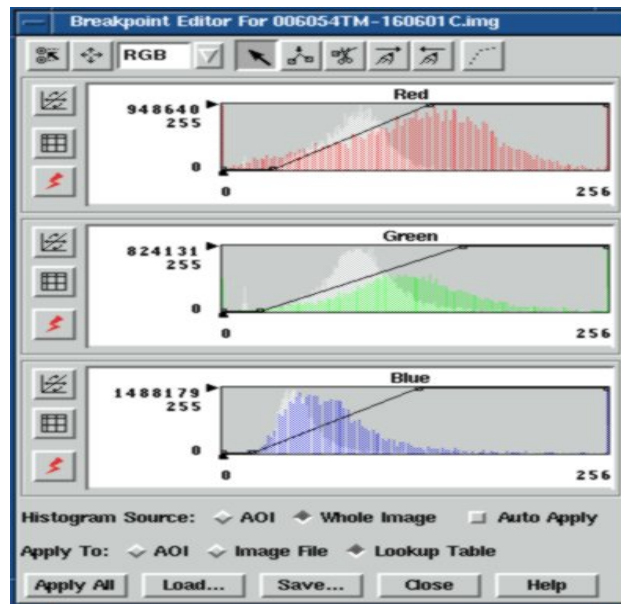 Breakpoint Editor For 006054TM-160601C.img
RGB
Red
948640
255
0
0 256
Green
824131
255
0
0 256
Blue
1488179
255
0
0 256
Histogram Source: AOI Whole Image Auto Apply
Apply To: AOI Image File Lookup Table
Apply All Load... Save... Close Help